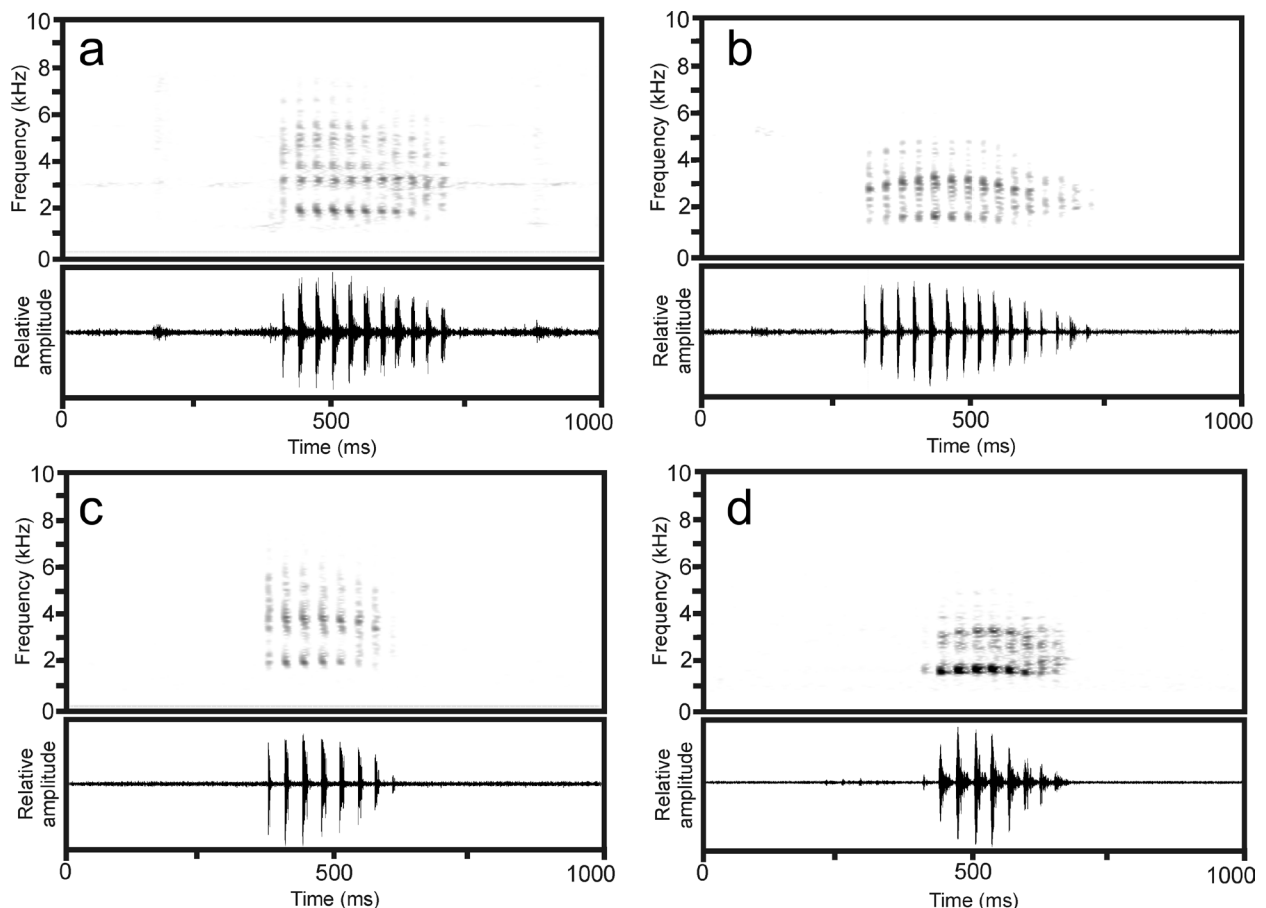 a
10
8
6
4
2
0
Frequency (kHz)
Relative
amplitude
0
500
1000
Time (ms)
b
10
8
6
4
2
0
Frequency (kHz)
Relative
amplitude
0
500
1000
Time (ms)
c
10
8
6
4
2
0
Frequency (kHz)
Relative
amplitude
0
500
1000
Time (ms)
d
10
8
6
4
2
0
Frequency (kHz)
Relative
amplitude
0
500
1000
Time (ms)